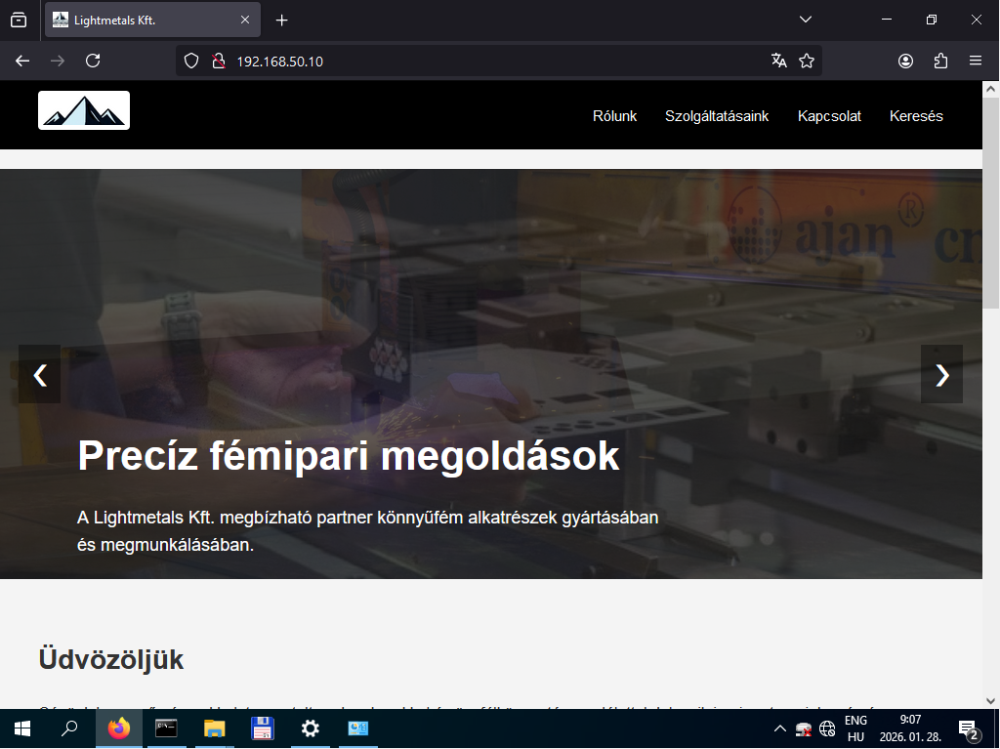 Lightmetals Kft.
192.168.50.10
Rólunk
Szolgáltatásaink
Kapcsolat
Keresés
ajan®
Precíz fémipari megoldások
A Lightmetals Kft. megbízható partner könnyűfém alkatrészek gyártásában
és megmunkálásában.
Üdvözöljük
ENG
HU
9:07
2026. 01. 28.
2